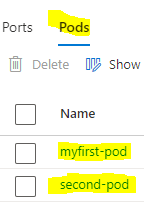 Ports Pods
Delete Show
Name
myfirst-pod
second-pod